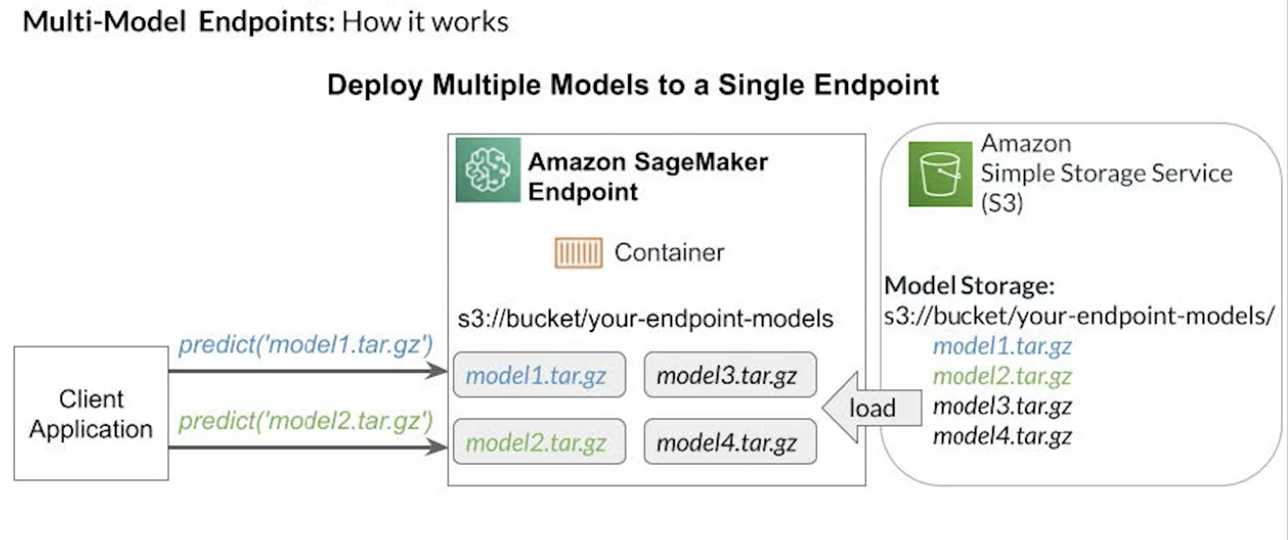 Multi-Model Endpoints: How it works
Deploy Multiple Models to a Single Endpoint
Amazon SageMaker
Endpoint
Container
s3://bucket/your-endpoint-models
model1.tar.gz
model3.tar.gz
model2.tar.gz
model4.tar.gz
Client
Application
predict('model1.tar.gz')
predict('model2.tar.gz')
load
Amazon
Simple Storage Service
(S3)
Model Storage:
s3://bucket/your-endpoint-models/
model1.tar.gz
model2.tar.gz
model3.tar.gz
model4.tar.gz